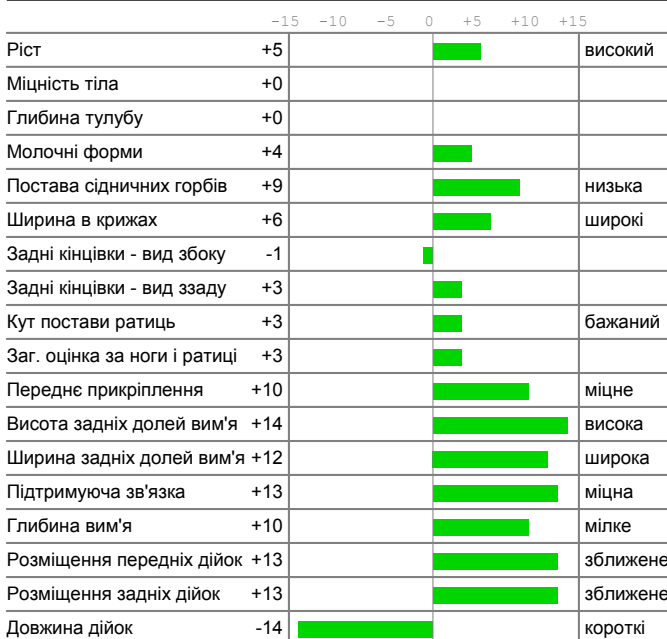 -15 -10 -5 0 +5 +10 +15
Ріст +5 високий
Міцність тіла +0
Глибина тулубу +0
Молочні форми +4
Постава сідничних горбів +9 низька
Ширина в крижах +6 широкі
Задні кінцівки - вид збоку -1
Задні кінцівки - вид ззаду +3
Кут постави ратиць +3 бажаний
Заг. оцінка за ноги і ратиці +3
Переднє прикріплення +10 міцне
Висота задніх долей вим'я +14 висока
Ширина задніх долей вим'я +12 широка
Підтримуюча зв'язка +13 міцна
Глибина вим'я +10 мілке
Розміщення передніх дійок +13 зближене
Розміщення задніх дійок +13 зближене
Довжина дійок -14 короткі